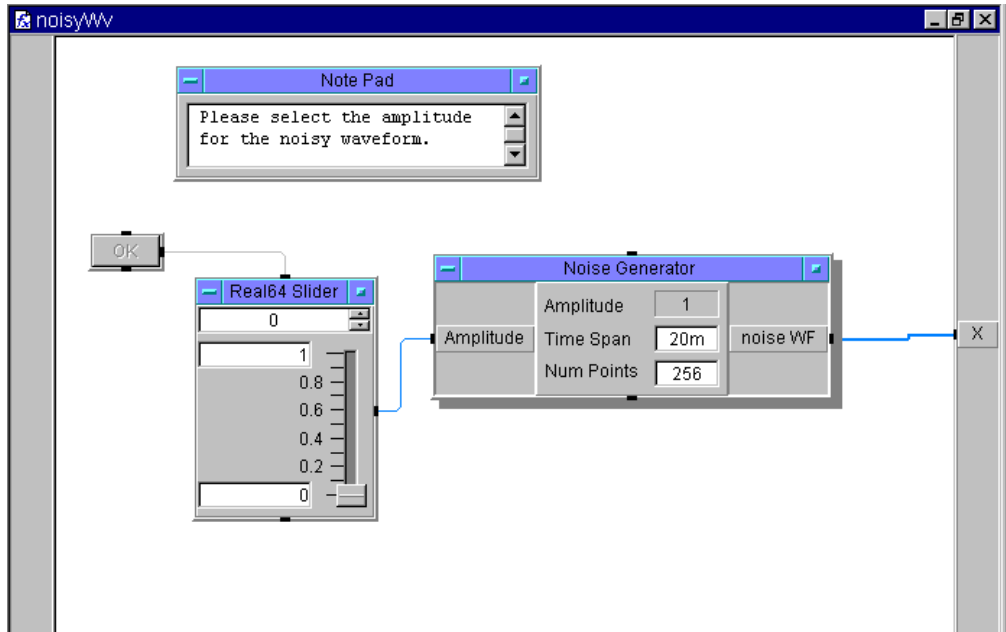 noisyWv
Note Pad
Please select the amplitude
for the noisy waveform.
OK
Real64 Slider
0
1
0.8
0.6
0.4
0.2
0
Noise Generator
Amplitude
Amplitude 1
Time Span 20m
Num Points 256
noise WF
X